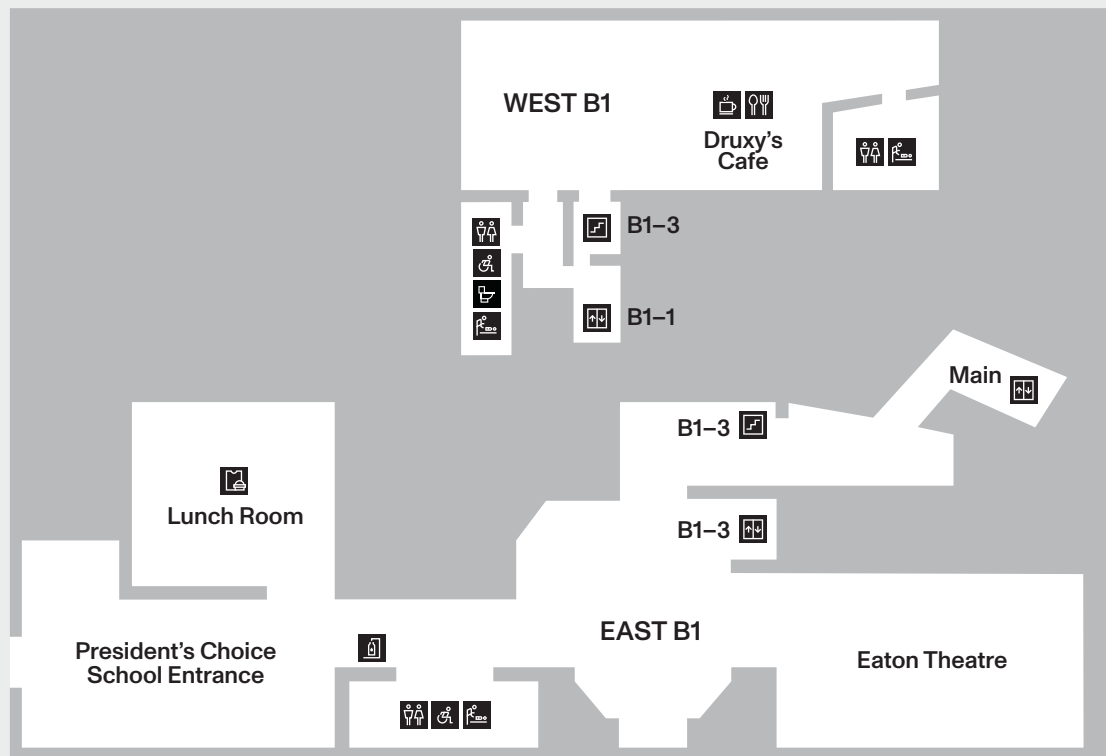 WEST B1
Druxy’s
Cafe
B1–3
B1–1
Main
B1–3
Lunch Room
B1–3
EAST B1
President’s Choice
School Entrance
Eaton Theatre